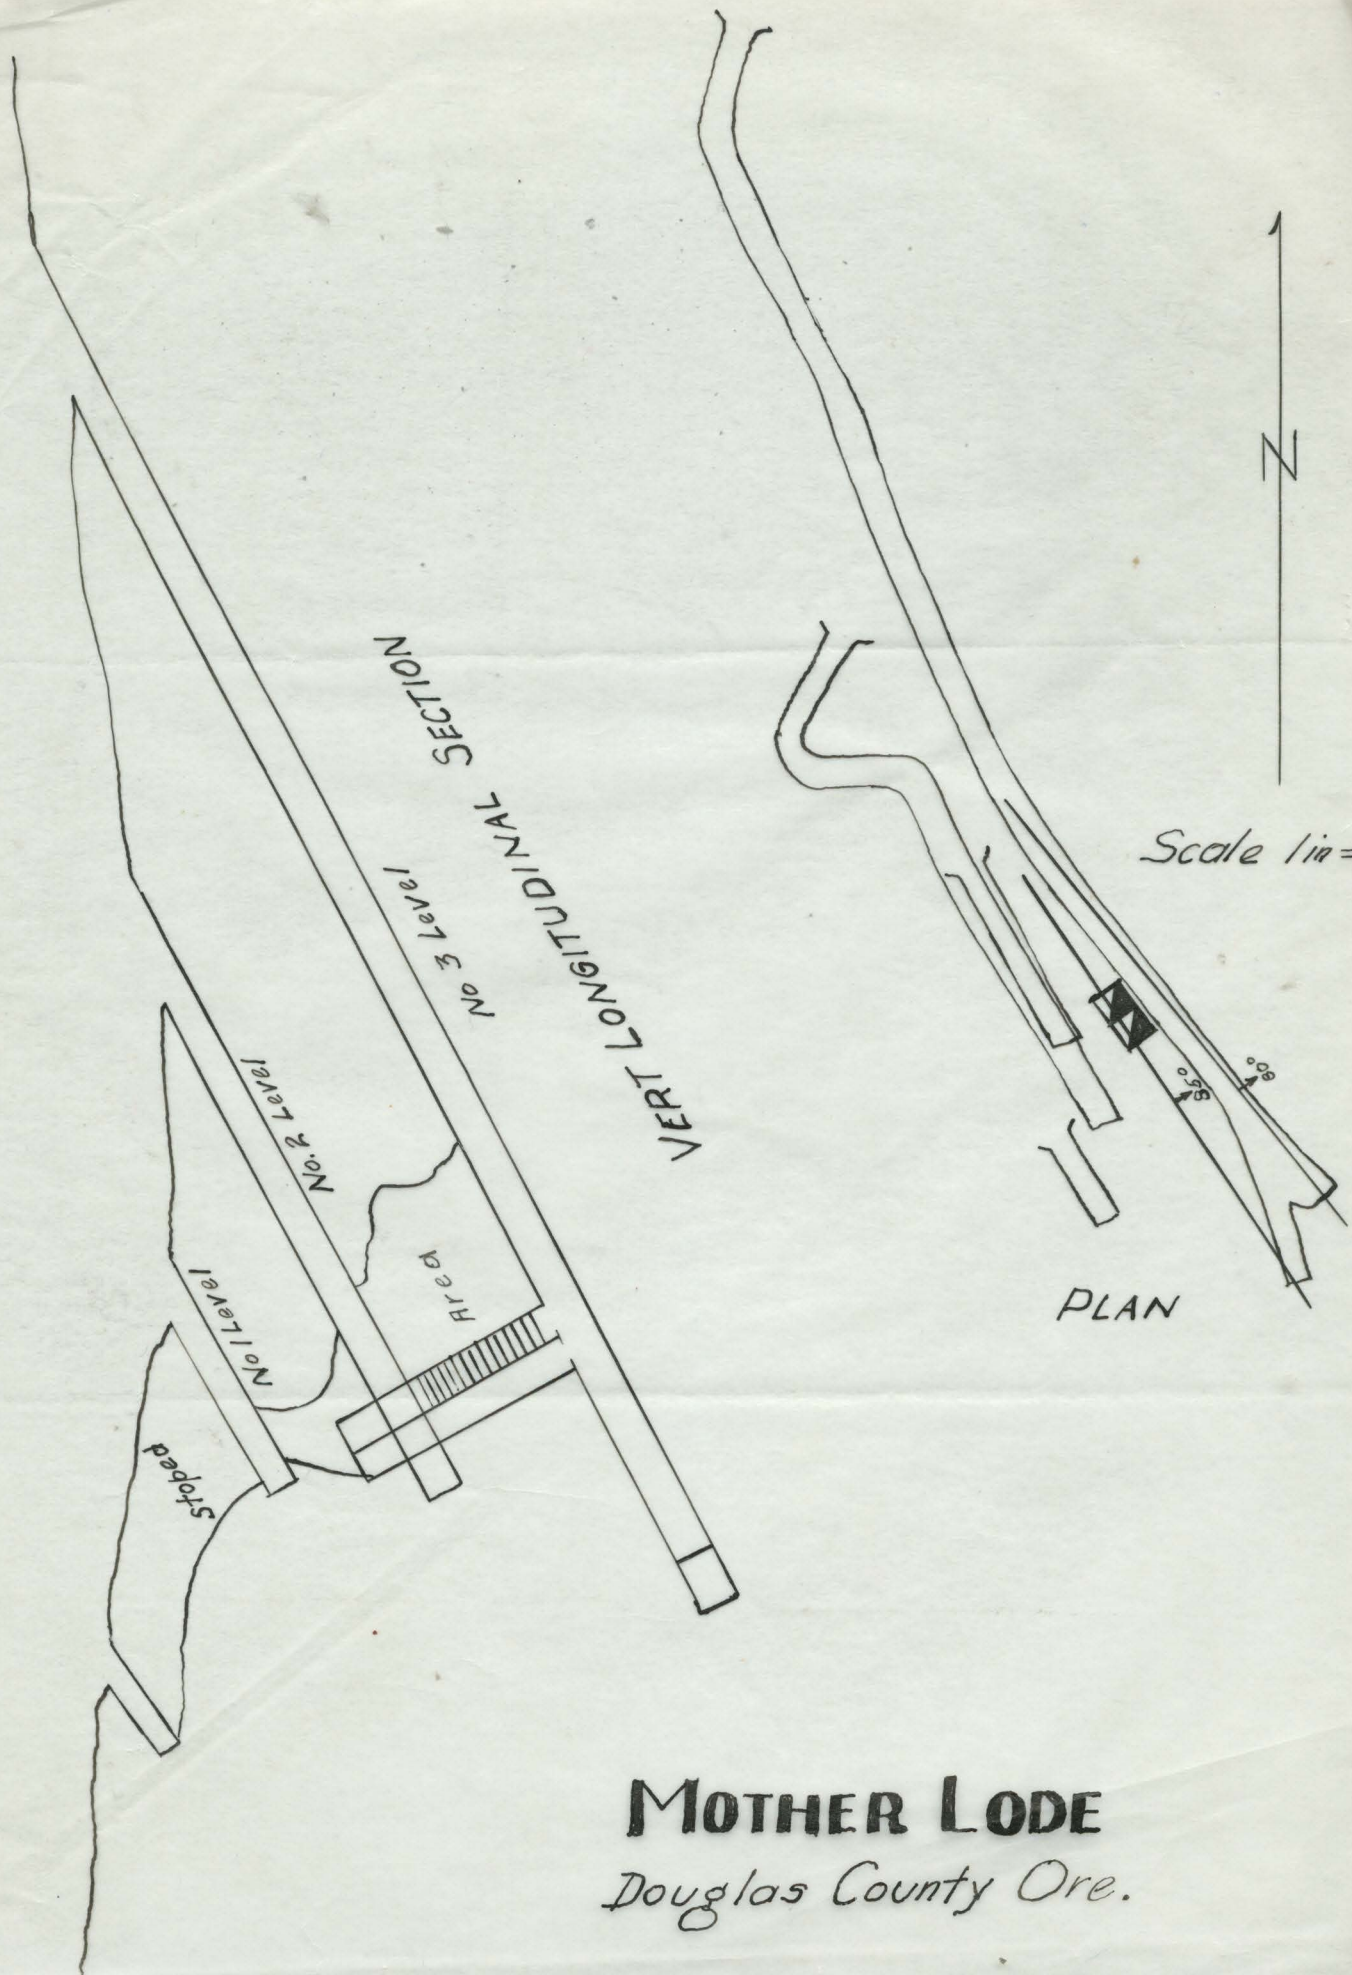 N
Scale 1in=
VERT LONGITUDINAL SECTION
No 3 Level
No. 2 Level
No 1 Level
Area
Stoped
85°
80°
PLAN
MOTHER LODE
Douglas County Ore.